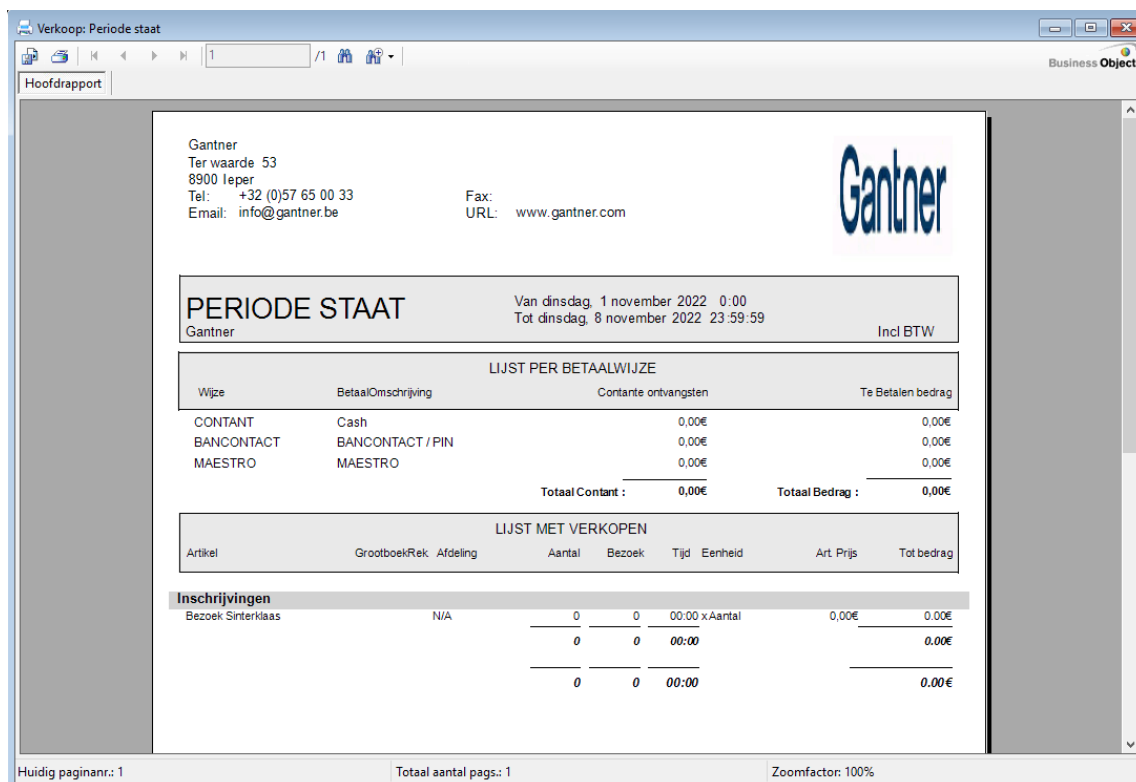 Verkoop: Periode staat
1 /1
Business Object
Hoofdrapport
Gantner
Ter waarde 53
8900 Ieper
Tel: +32 (0)57 65 00 33 Fax:
Email: info@gantner.be URL: www.gantner.com
Gantner
PERIODE STAAT Van dinsdag, 1 november 2022 0:00
Tot dinsdag, 8 november 2022 23:59:59
Gantner Incl BTW
LIJST PER BETAALWIJZE
Wijze BetaalOmschrijving Contante ontvangsten Te Betalen bedrag
CONTANT Cash 0,00€ 0,00€
BANCONTACT BANCONTACT / PIN 0,00€ 0,00€
MAESTRO MAESTRO 0,00€ 0,00€
Totaal Contant : 0,00€ Totaal Bedrag : 0,00€
LIJST MET VERKOPEN
Artikel GrootboekRek Afdeling Aantal Bezoek Tijd Eenheid Art. Prijs Tot bedrag
Inschrijvingen
Bezoek Sinterklaas N/A 0 0 00:00 x Aantal 0,00€ 0.00€
0 0 00:00 0.00€
0 0 00:00 0.00€
Huidig paginanr.: 1 Totaal aantal pags.: 1 Zoomfactor: 100%